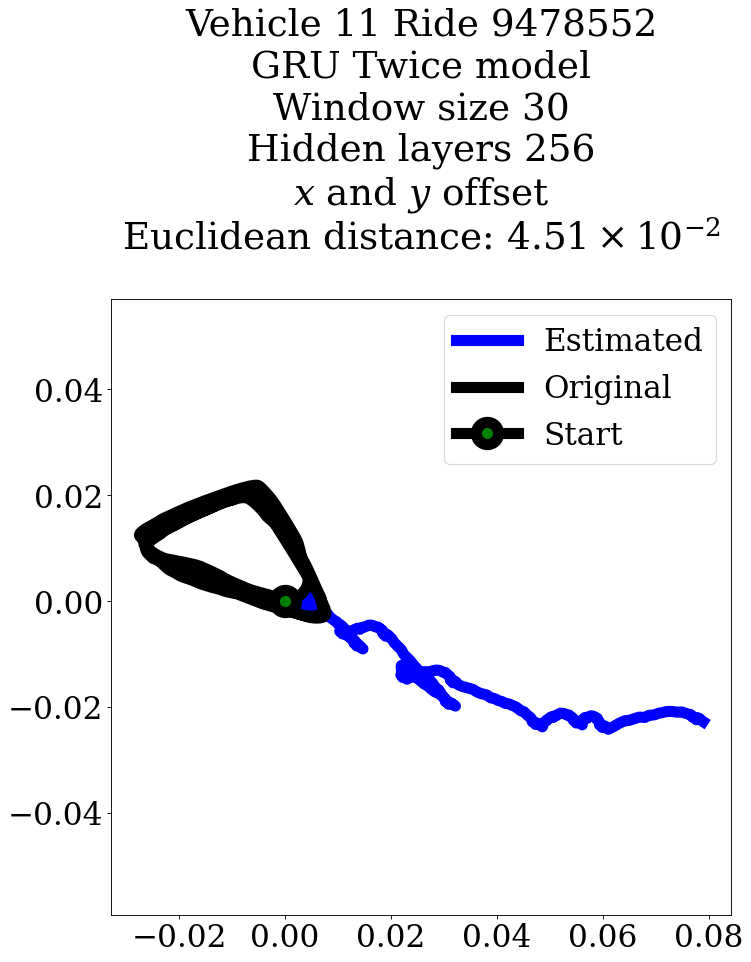 Vehicle 11 Ride 9478552
GRU Twice model
Window size 30
Hidden layers 256
x and y offset
Euclidean distance: 4.51 × 10⁻²
Estimated
Original
Start
0.04
0.02
0.00
−0.02
−0.04
−0.02 0.00 0.02 0.04 0.06 0.08